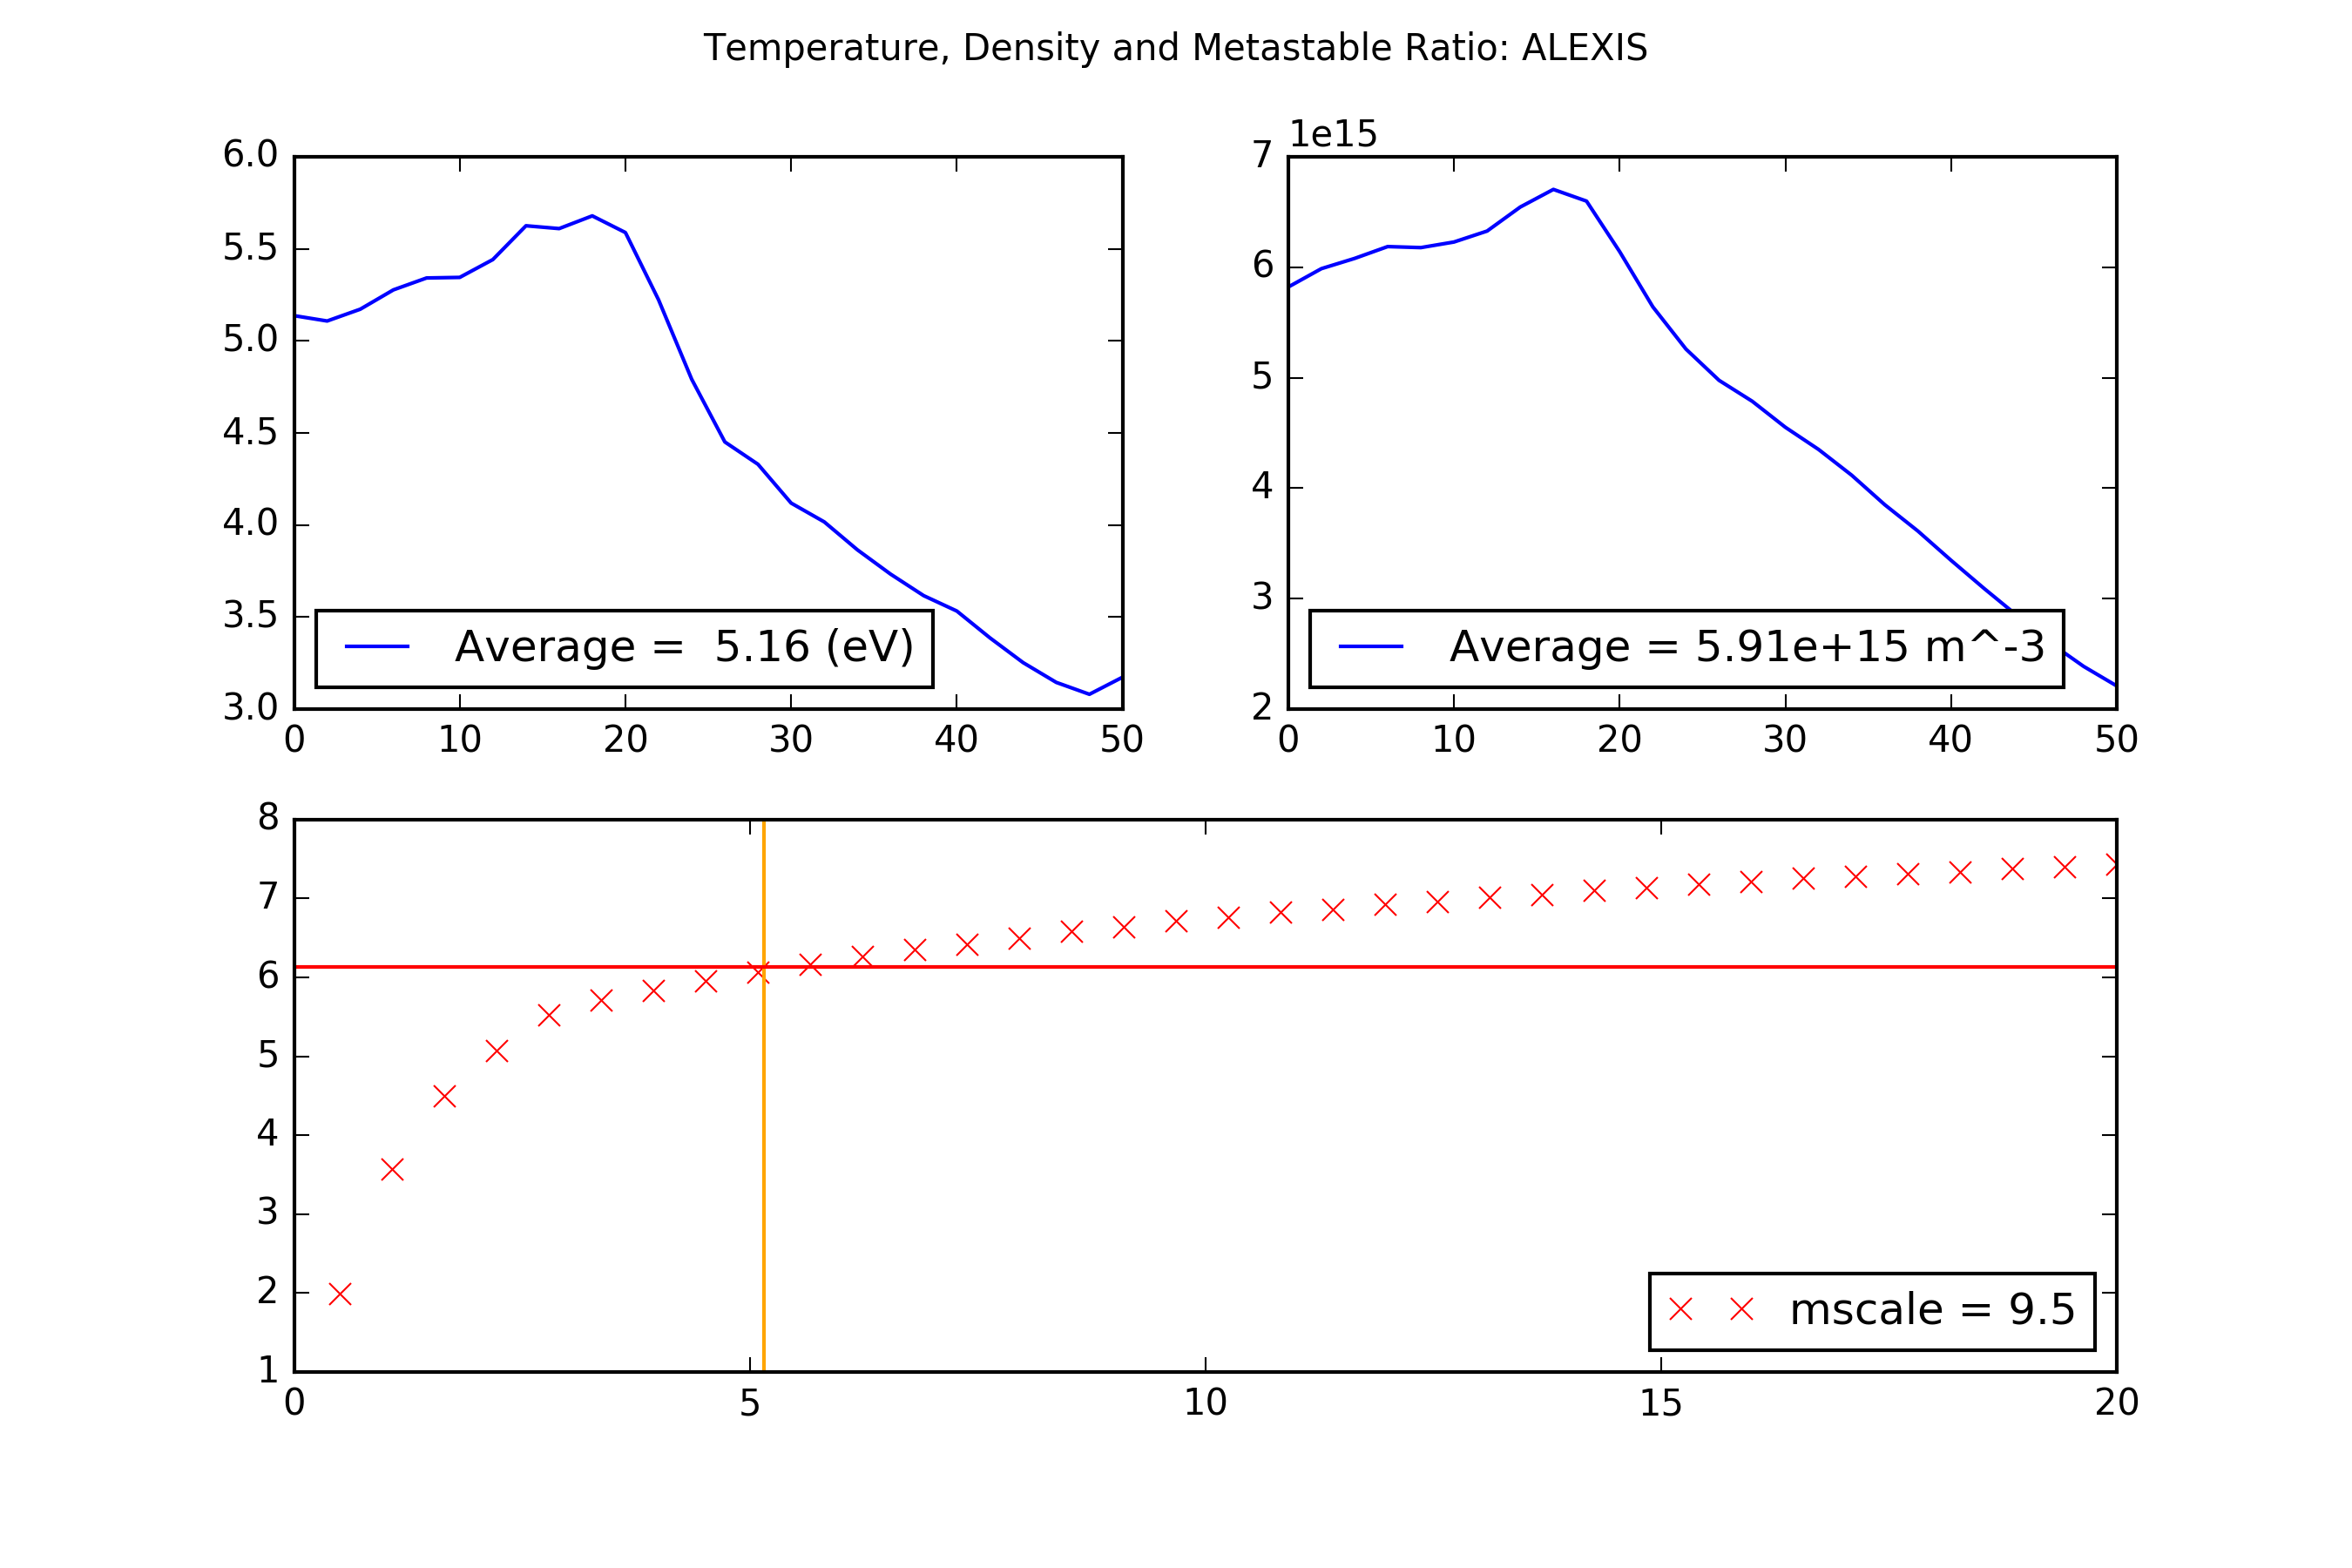 Temperature, Density and Metastable Ratio: ALEXIS
6.0
5.5
5.0
4.5
4.0
3.5
3.0
0 10 20 30 40 50
Average =  5.16 (eV)
1e15
7
6
5
4
3
2
0 10 20 30 40 50
Average = 5.91e+15 m^-3
8
7
6
5
4
3
2
1
0 5 10 15 20
mscale = 9.5